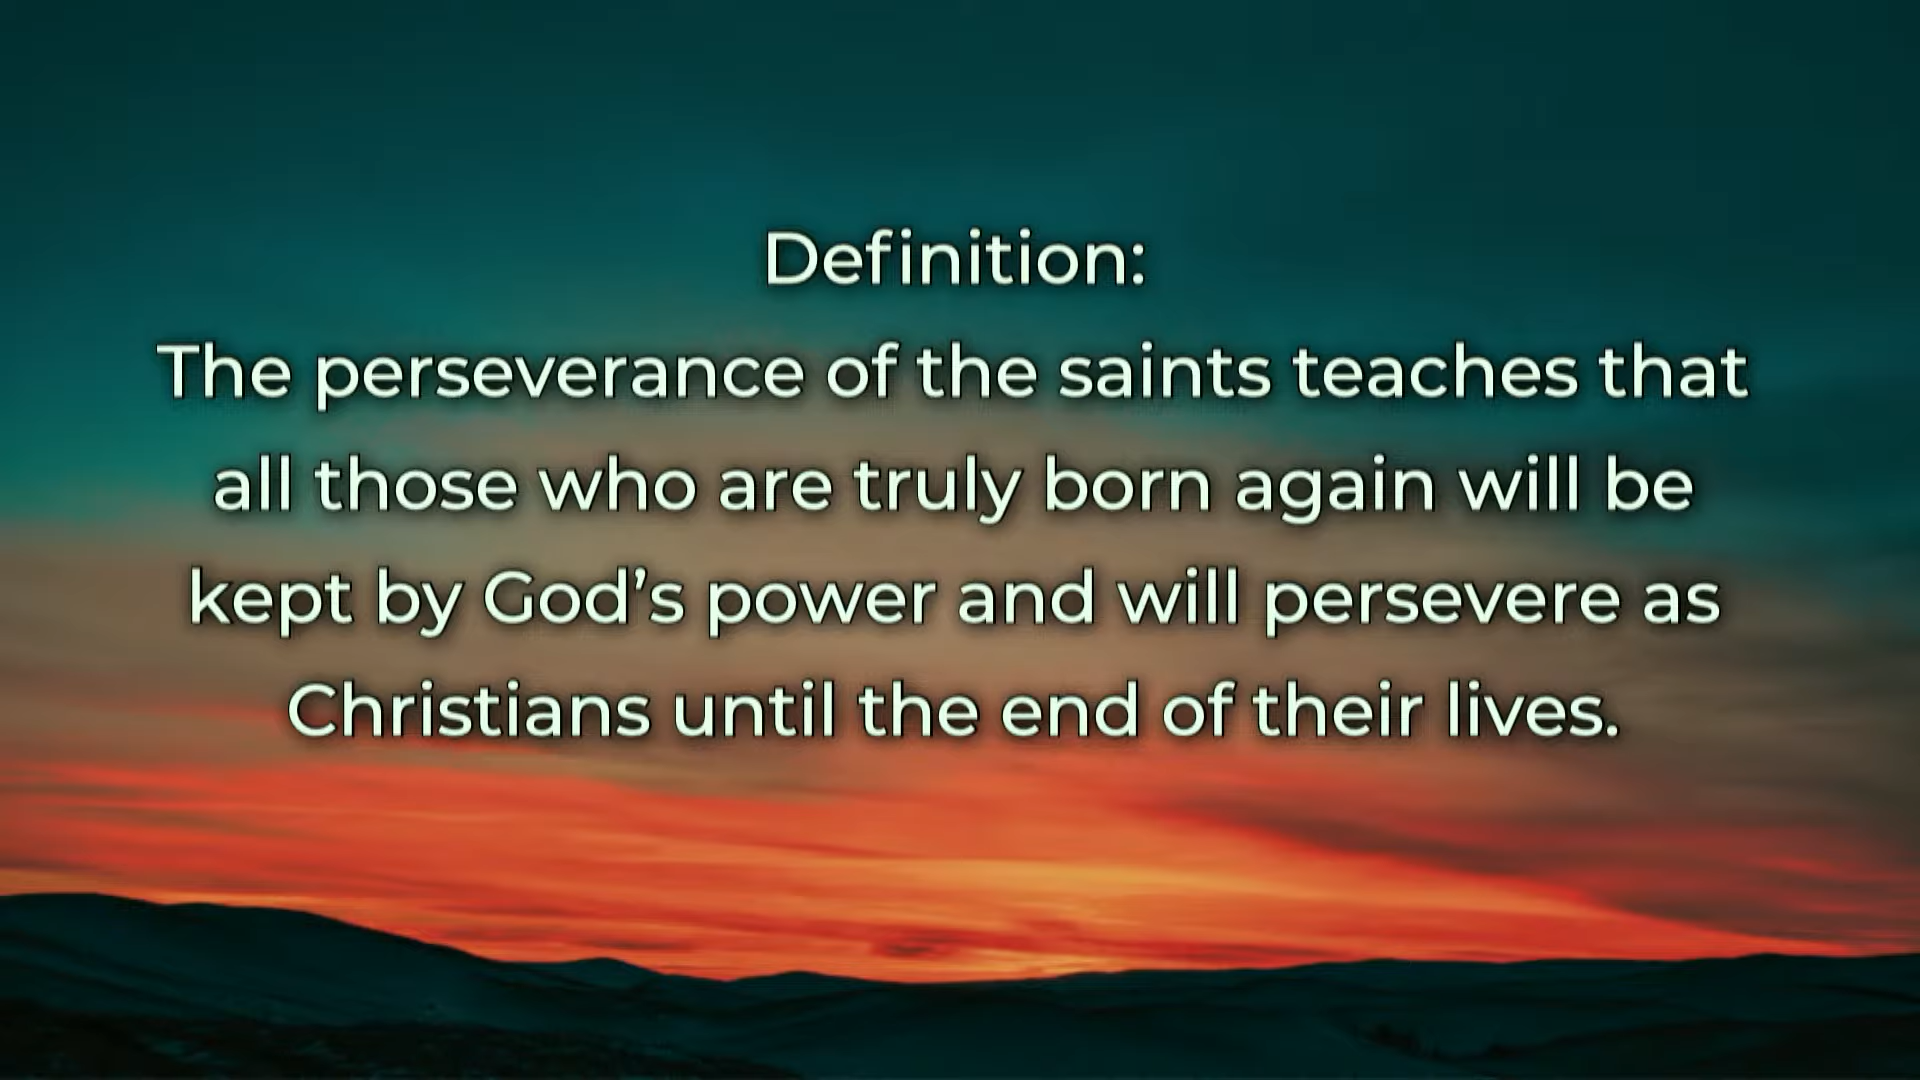 Definition:
The perseverance of the saints teaches that
all those who are truly born again will be
kept by God’s power and will persevere as
Christians until the end of their lives.